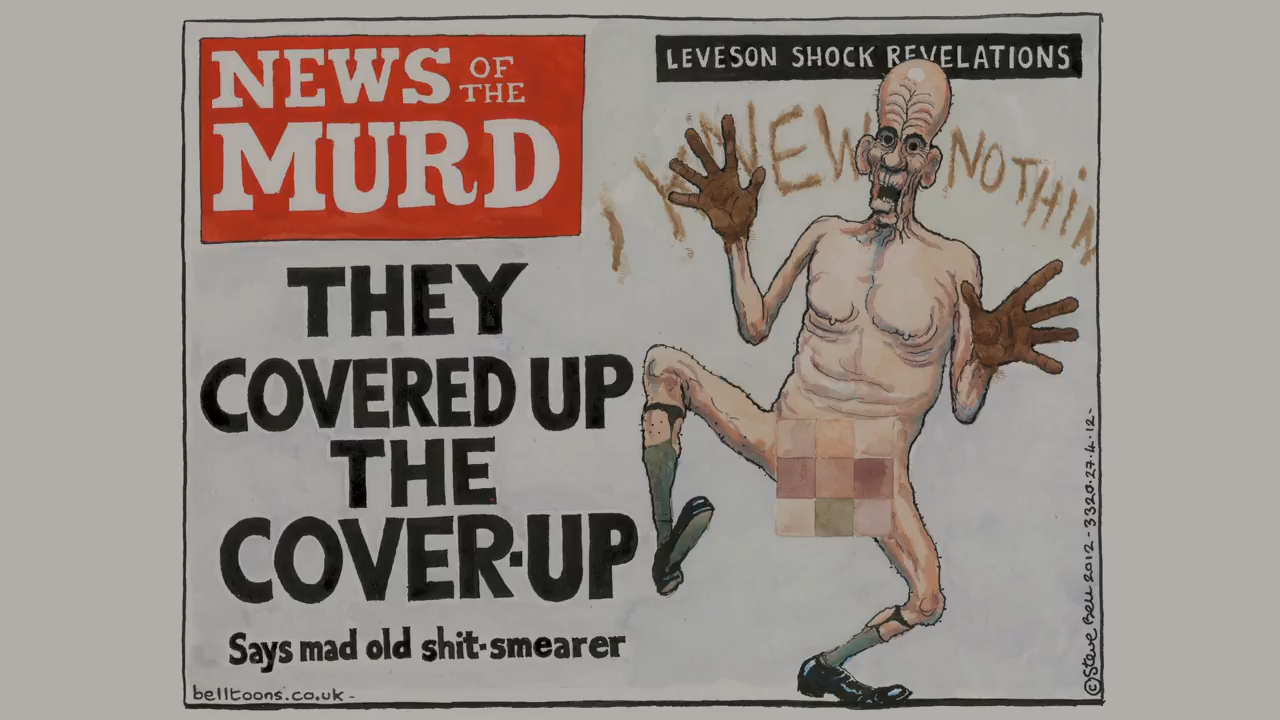 NEWS OF THE
MURD
LEVESON SHOCK REVELATIONS
I KNEW NOTHIN
THEY
COVERED UP
THE
COVER-UP
Says mad old shit-smearer
belltoons.co.uk-
©Steve Bell 2012-3320.27.4.12-